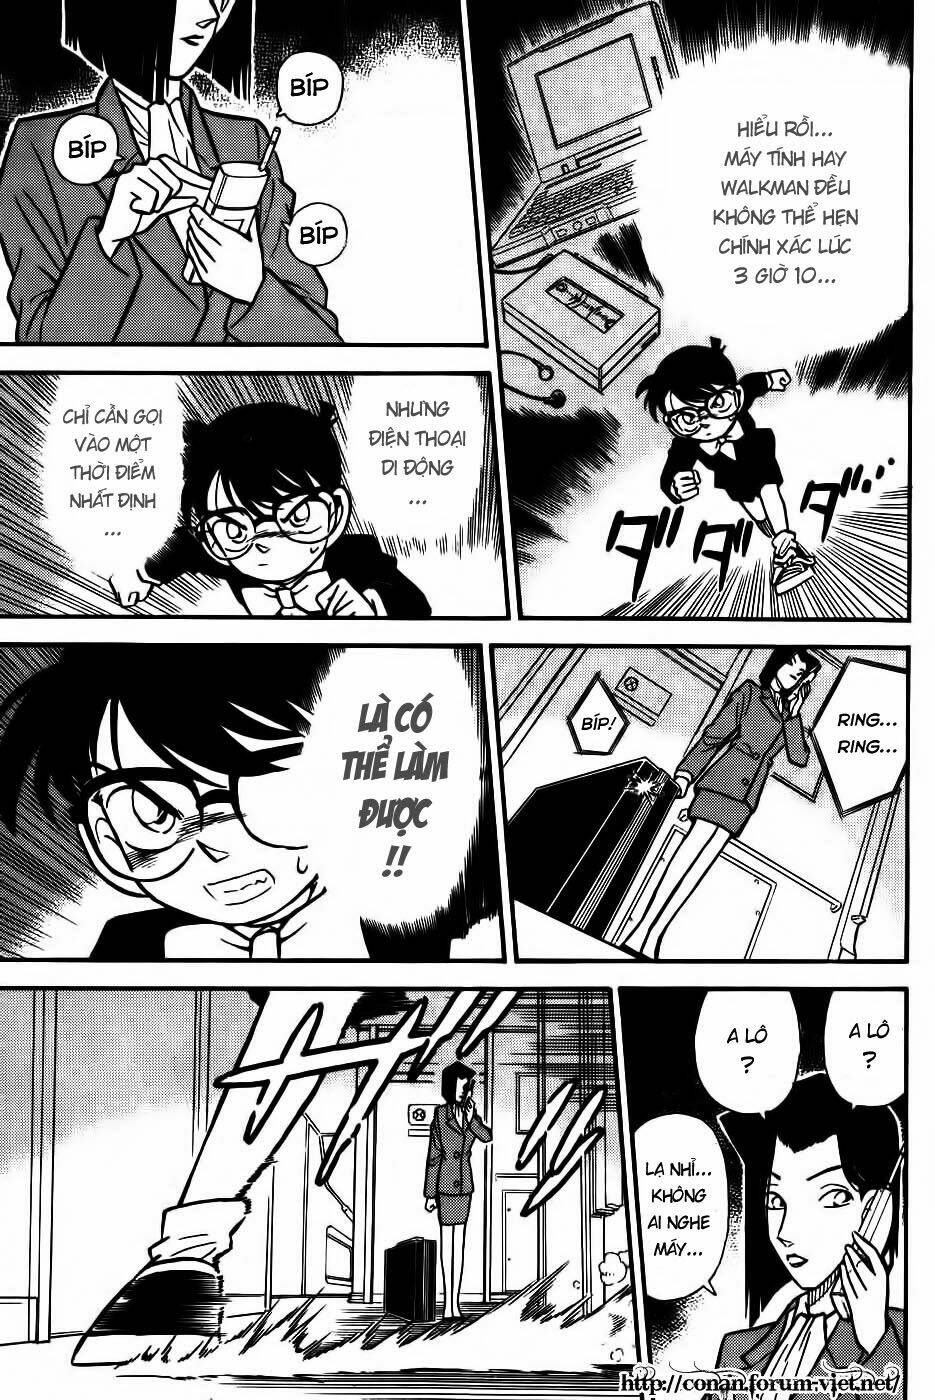 HIỂU RỒI...
MÁY TÍNH HAY
WALKMAN ĐỀU
KHÔNG THỂ HẸN
CHÍNH XÁC LÚC
3 GIỜ 10...
ダダダ
BÍP
BÍP
BÍP
NHƯNG
ĐIỆN THOẠI
DI ĐỘNG
...
CHỈ CẦN GỌI
VÀO MỘT
THỜI ĐIỂM
NHẤT ĐỊNH
...
RING...
RING...
BÍP!
LÀ CÓ
THỂ LÀM
ĐƯỢC
!!
A LÔ
?
A LÔ
?
LẠ NHỈ...
KHÔNG
AI NGHE
MÁY...
http://conan.forum-viet.net/